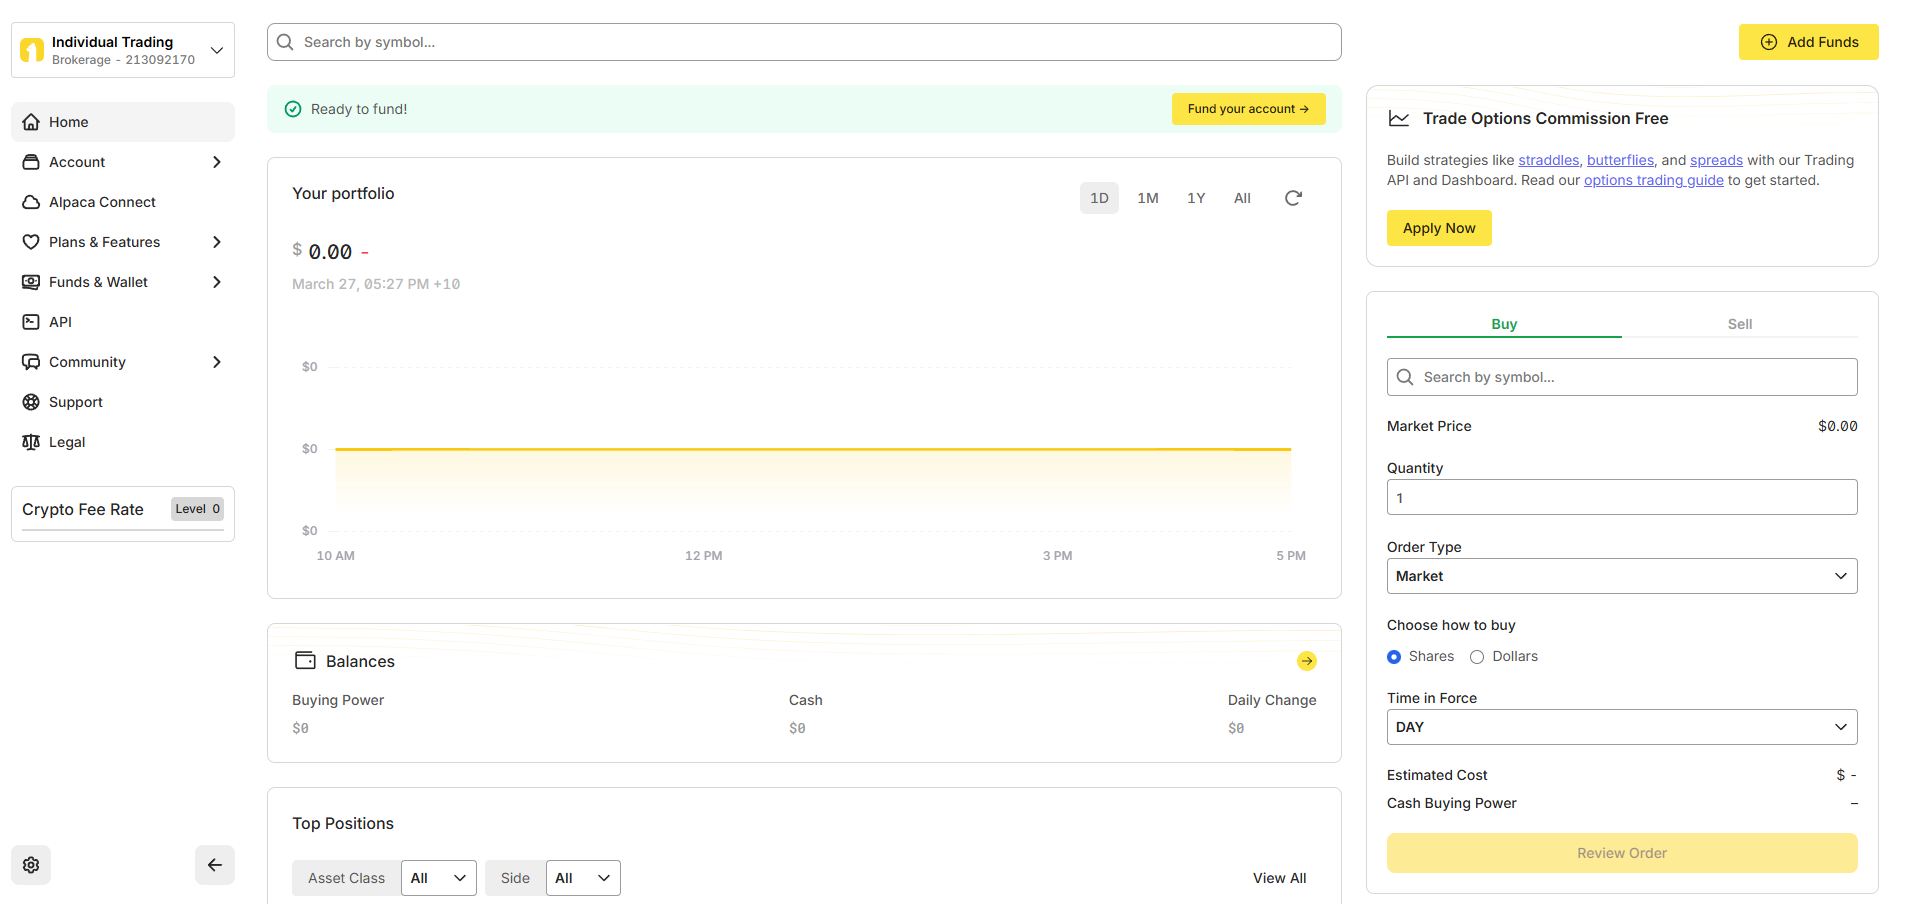 Individual Trading
Brokerage - 213092170
Home
Account
Alpaca Connect
Plans & Features
Funds & Wallet
API
Community
Support
Legal
Crypto Fee Rate Level 0
Search by symbol...
Add Funds
Ready to fund! Fund your account →
Your portfolio
1D 1M 1Y All
$ 0.00 –
March 27, 05:27 PM +10
$0
$0
$0
10 AM 12 PM 3 PM 5 PM
Balances
Buying Power Cash Daily Change
$0 $0 $0
Top Positions
Asset Class All Side All View All
Trade Options Commission Free
Build strategies like straddles, butterflies, and spreads with our Trading
API and Dashboard. Read our options trading guide to get started.
Apply Now
Buy Sell
Search by symbol...
Market Price $0.00
Quantity
1
Order Type
Market
Choose how to buy
Shares Dollars
Time in Force
DAY
Estimated Cost $ -
Cash Buying Power –
Review Order